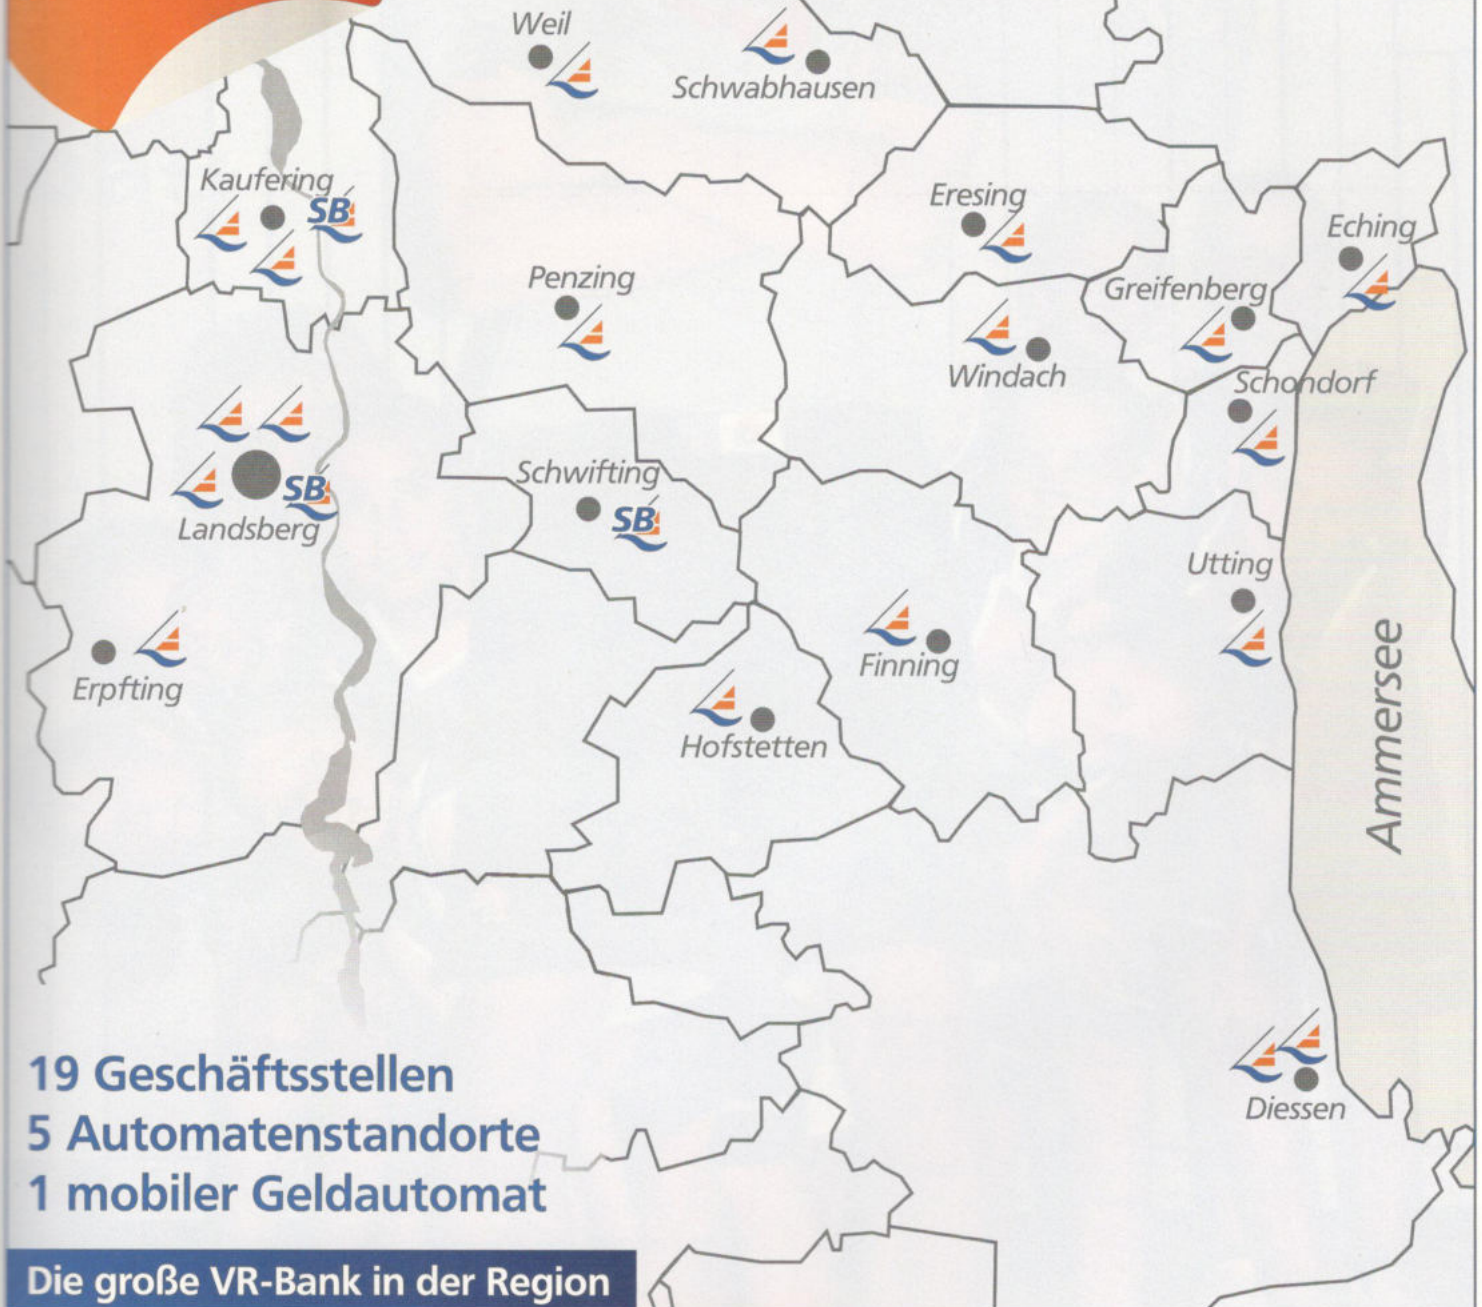 Weil
Schwabhausen
Kaufering
SB
Eresing
Eching
Penzing
Greifenberg
Windach
Schondorf
Schwifting
SB
Landsberg
SB
Utting
Erpfting
Finning
Hofstetten
Ammersee
Diessen
19 Geschäftsstellen
5 Automatenstandorte
1 mobiler Geldautomat
Die große VR-Bank in der Region